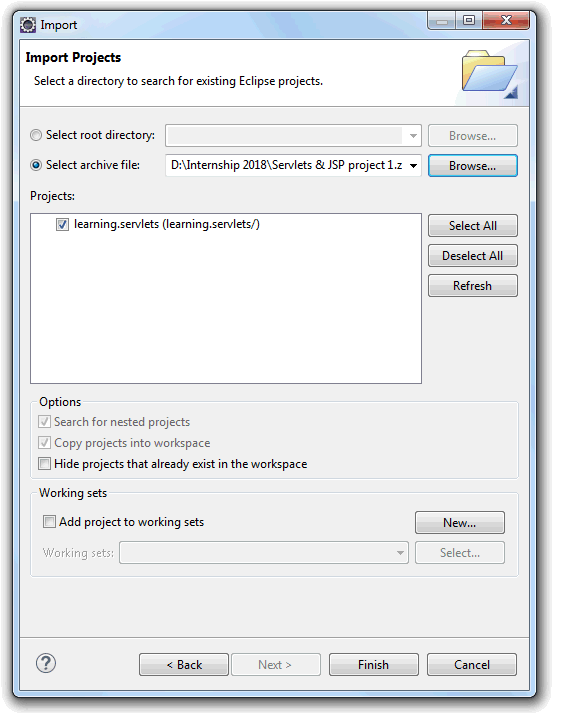 Import
Import Projects
Select a directory to search for existing Eclipse projects.
Select root directory:
Browse...
Select archive file:
D:\Internship 2018\Servlets & JSP project 1.z
Browse...
Projects:
learning.servlets (learning.servlets/)
Select All
Deselect All
Refresh
Options
Search for nested projects
Copy projects into workspace
Hide projects that already exist in the workspace
Working sets
Add project to working sets
New...
Working sets:
Select...
?
< Back
Next >
Finish
Cancel